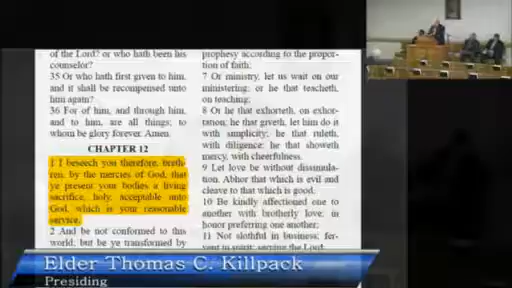 of the Lord? or who hath been his
counselor?
35 Or who hath first given to him,
and it shall be recompensed unto
him again?
36 For of him, and through him,
and to him, are all things; to
whom be glory forever. Amen.
CHAPTER 12
1 I beseech you therefore, breth-
ren, by the mercies of God, that
ye present your bodies a living
sacrifice, holy, acceptable unto
God, which is your reasonable
service.
2 And be not conformed to this
world, but be ye transformed by
prophesy according to the propor-
tion of faith;
7 Or ministry, let us wait on our
ministering; or he that teacheth,
on teaching;
8 Or he that exhorteth, on exhor-
tation; he that giveth, let him do it
with simplicity; he that ruleth,
with diligence; he that showeth
mercy, with cheerfulness.
9 Let love be without dissimula-
tion. Abhor that which is evil and
cleave to that which is good.
10 Be kindly affectioned one to
another with brotherly love; in
honor preferring one another;
11 Not slothful in business; fer-
vent in spirit; serving the Lord;
Elder Thomas C. Killpack
Presiding